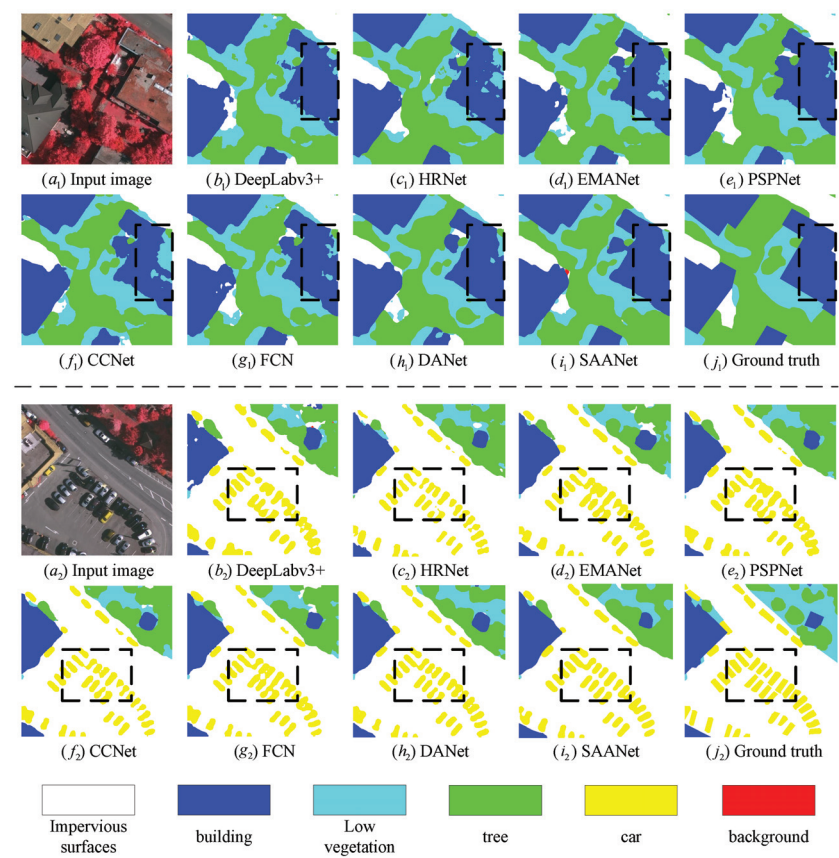 (a₁) Input image
(b₁) DeepLabv3+
(c₁) HRNet
(d₁) EMANet
(e₁) PSPNet
(f₁) CCNet
(g₁) FCN
(h₁) DANet
(i₁) SAANet
(j₁) Ground truth
(a₂) Input image
(b₂) DeepLabv3+
(c₂) HRNet
(d₂) EMANet
(e₂) PSPNet
(f₂) CCNet
(g₂) FCN
(h₂) DANet
(i₂) SAANet
(j₂) Ground truth
Impervious
surfaces
building
Low
vegetation
tree
car
background